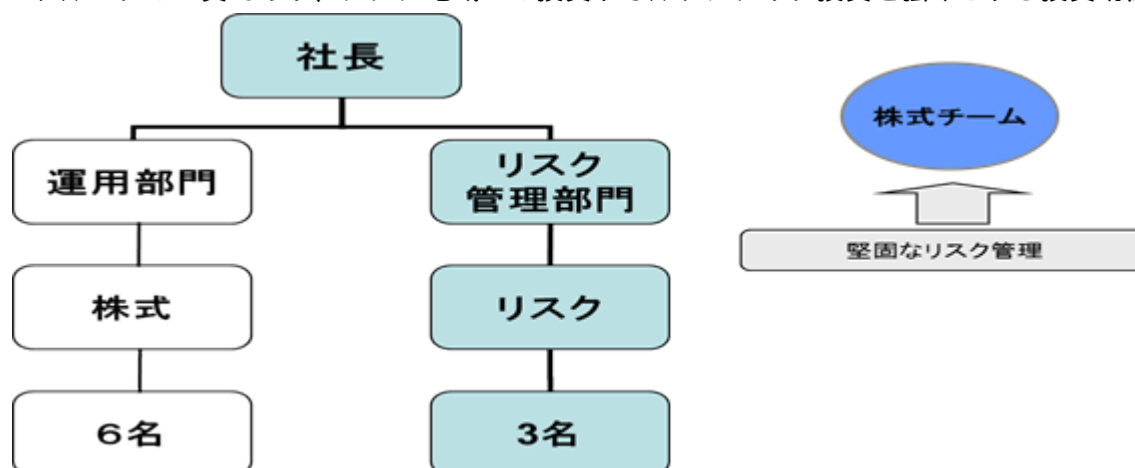 社長
運用部門
リスク
管理部門
株式
リスク
6名
3名
株式チーム
堅固なリスク管理